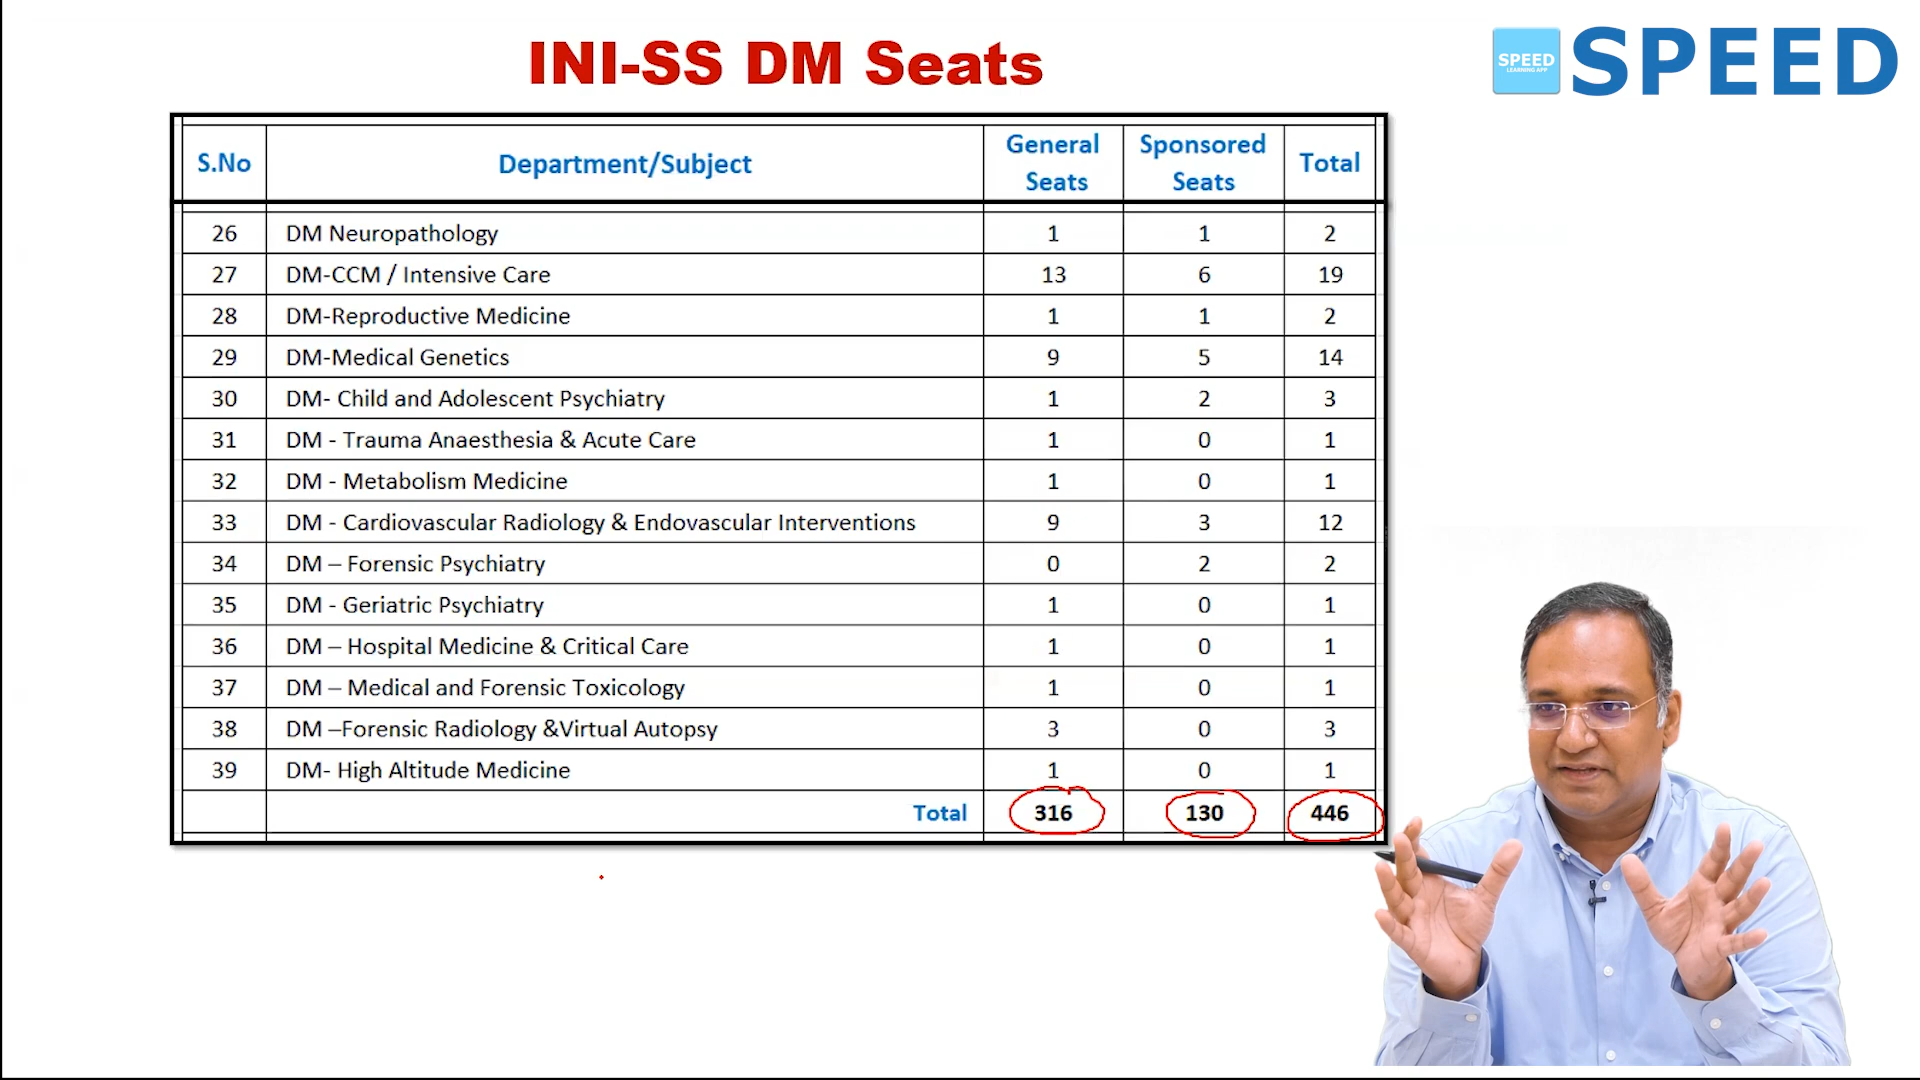 INI-SS DM Seats
SPEED
LEARNING APP
SPEED
S.No Department/Subject General Seats Sponsored Seats Total
26 DM Neuropathology 1 1 2
27 DM-CCM / Intensive Care 13 6 19
28 DM-Reproductive Medicine 1 1 2
29 DM-Medical Genetics 9 5 14
30 DM- Child and Adolescent Psychiatry 1 2 3
31 DM - Trauma Anaesthesia & Acute Care 1 0 1
32 DM - Metabolism Medicine 1 0 1
33 DM - Cardiovascular Radiology & Endovascular Interventions 9 3 12
34 DM – Forensic Psychiatry 0 2 2
35 DM - Geriatric Psychiatry 1 0 1
36 DM – Hospital Medicine & Critical Care 1 0 1
37 DM – Medical and Forensic Toxicology 1 0 1
38 DM –Forensic Radiology &Virtual Autopsy 3 0 3
39 DM- High Altitude Medicine 1 0 1
Total 316 130 446